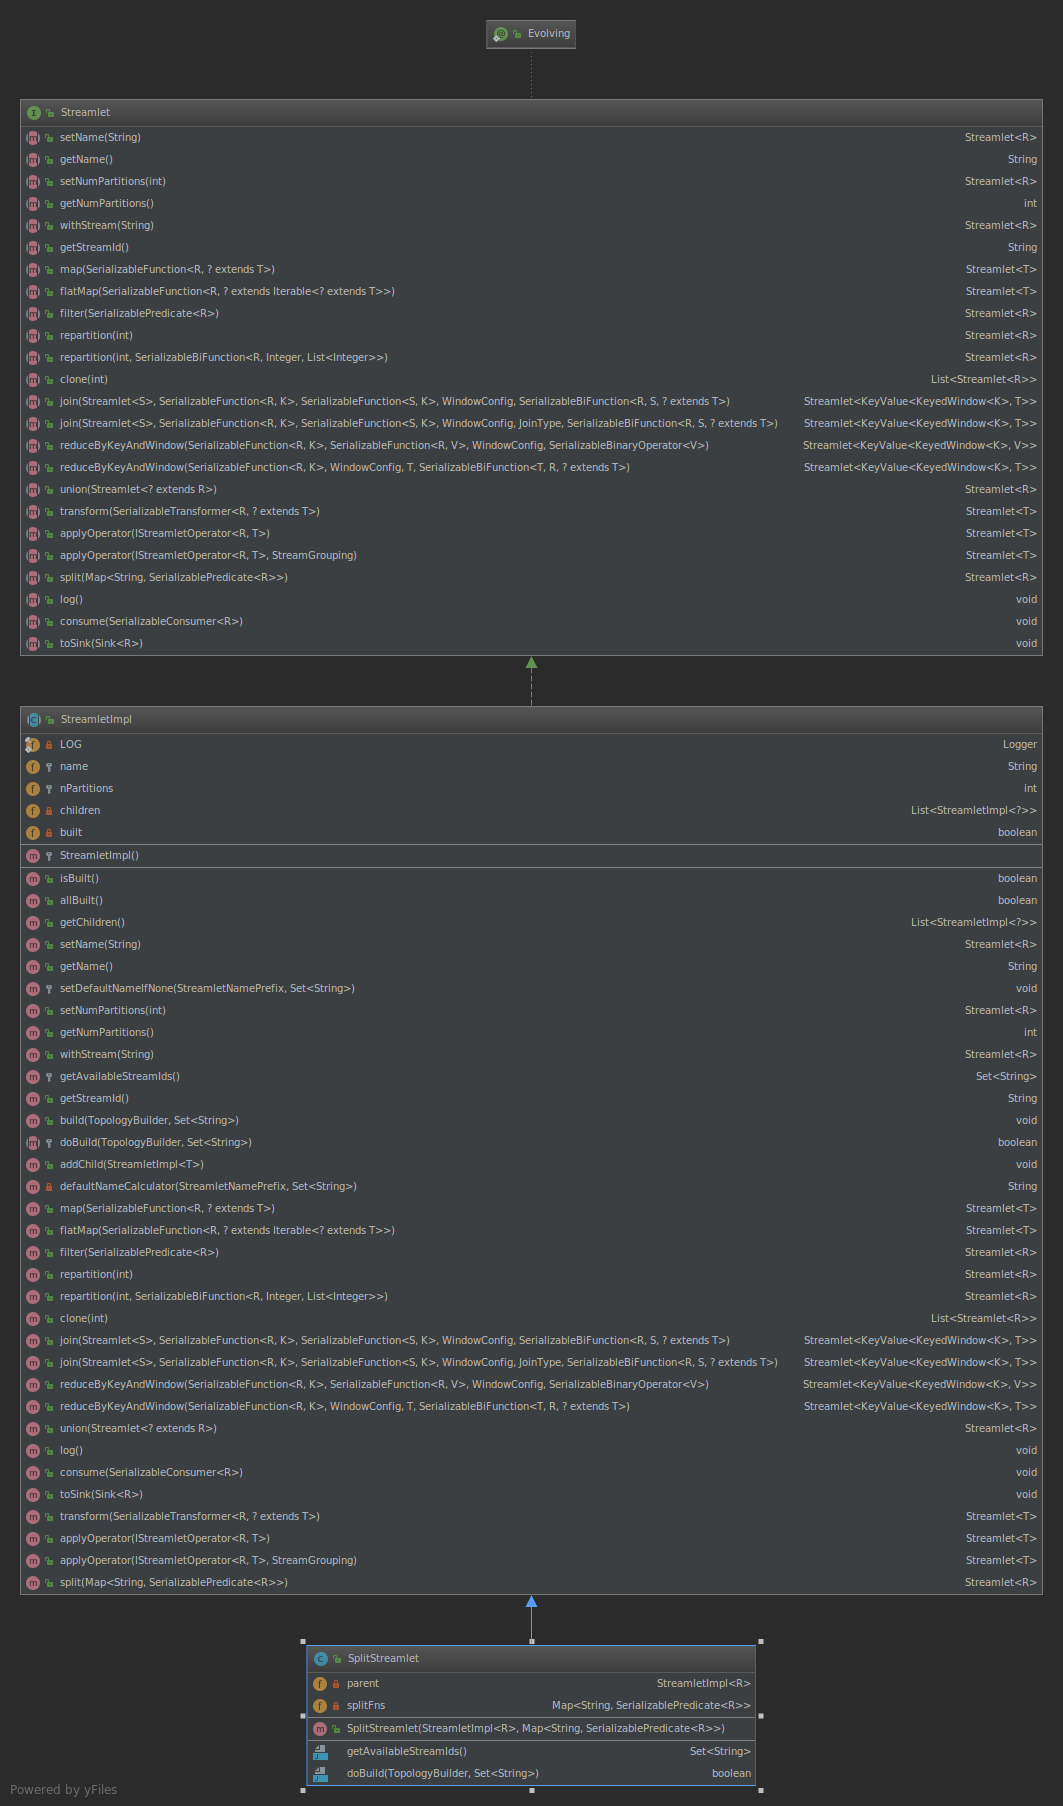 Evolving
Streamlet
setName(String) Streamlet<R>
getName() String
setNumPartitions(int) Streamlet<R>
getNumPartitions() int
withStream(String) Streamlet<R>
getStreamId() String
map(SerializableFunction<R, ? extends T>) Streamlet<T>
flatMap(SerializableFunction<R, ? extends Iterable<? extends T>>) Streamlet<T>
filter(SerializablePredicate<R>) Streamlet<R>
repartition(int) Streamlet<R>
repartition(int, SerializableBiFunction<R, Integer, List<Integer>>) Streamlet<R>
clone(int) List<Streamlet<R>>
join(Streamlet<S>, SerializableFunction<R, K>, SerializableFunction<S, K>, WindowConfig, SerializableBiFunction<R, S, ? extends T>) Streamlet<KeyValue<KeyedWindow<K>, T>>
join(Streamlet<S>, SerializableFunction<R, K>, SerializableFunction<S, K>, WindowConfig, JoinType, SerializableBiFunction<R, S, ? extends T>) Streamlet<KeyValue<KeyedWindow<K>, T>>
reduceByKeyAndWindow(SerializableFunction<R, K>, SerializableFunction<R, V>, WindowConfig, SerializableBinaryOperator<V>) Streamlet<KeyValue<KeyedWindow<K>, V>>
reduceByKeyAndWindow(SerializableFunction<R, K>, WindowConfig, T, SerializableBiFunction<T, R, ? extends T>) Streamlet<KeyValue<KeyedWindow<K>, T>>
union(Streamlet<? extends R>) Streamlet<R>
transform(SerializableTransformer<R, ? extends T>) Streamlet<T>
applyOperator(IStreamletOperator<R, T>) Streamlet<T>
applyOperator(IStreamletOperator<R, T>, StreamGrouping) Streamlet<T>
split(Map<String, SerializablePredicate<R>>) Streamlet<R>
log() void
consume(SerializableConsumer<R>) void
toSink(Sink<R>) void
StreamletImpl
LOG Logger
name String
nPartitions int
children List<StreamletImpl<?>>
built boolean
StreamletImpl()
isBuilt() boolean
allBuilt() boolean
getChildren() List<StreamletImpl<?>>
setName(String) Streamlet<R>
getName() String
setDefaultNameIfNone(StreamletNamePrefix, Set<String>) void
setNumPartitions(int) Streamlet<R>
getNumPartitions() int
withStream(String) Streamlet<R>
getAvailableStreamIds() Set<String>
getStreamId() String
build(TopologyBuilder, Set<String>) void
doBuild(TopologyBuilder, Set<String>) boolean
addChild(StreamletImpl<T>) void
defaultNameCalculator(StreamletNamePrefix, Set<String>) String
map(SerializableFunction<R, ? extends T>) Streamlet<T>
flatMap(SerializableFunction<R, ? extends Iterable<? extends T>>) Streamlet<T>
filter(SerializablePredicate<R>) Streamlet<R>
repartition(int) Streamlet<R>
repartition(int, SerializableBiFunction<R, Integer, List<Integer>>) Streamlet<R>
clone(int) List<Streamlet<R>>
join(Streamlet<S>, SerializableFunction<R, K>, SerializableFunction<S, K>, WindowConfig, SerializableBiFunction<R, S, ? extends T>) Streamlet<KeyValue<KeyedWindow<K>, T>>
join(Streamlet<S>, SerializableFunction<R, K>, SerializableFunction<S, K>, WindowConfig, JoinType, SerializableBiFunction<R, S, ? extends T>) Streamlet<KeyValue<KeyedWindow<K>, T>>
reduceByKeyAndWindow(SerializableFunction<R, K>, SerializableFunction<R, V>, WindowConfig, SerializableBinaryOperator<V>) Streamlet<KeyValue<KeyedWindow<K>, V>>
reduceByKeyAndWindow(SerializableFunction<R, K>, WindowConfig, T, SerializableBiFunction<T, R, ? extends T>) Streamlet<KeyValue<KeyedWindow<K>, T>>
union(Streamlet<? extends R>) Streamlet<R>
log() void
consume(SerializableConsumer<R>) void
toSink(Sink<R>) void
transform(SerializableTransformer<R, ? extends T>) Streamlet<T>
applyOperator(IStreamletOperator<R, T>) Streamlet<T>
applyOperator(IStreamletOperator<R, T>, StreamGrouping) Streamlet<T>
split(Map<String, SerializablePredicate<R>>) Streamlet<R>
SplitStreamlet
parent StreamletImpl<R>
splitFns Map<String, SerializablePredicate<R>>
SplitStreamlet(StreamletImpl<R>, Map<String, SerializablePredicate<R>>)
getAvailableStreamIds() Set<String>
doBuild(TopologyBuilder, Set<String>) boolean
Powered by yFiles